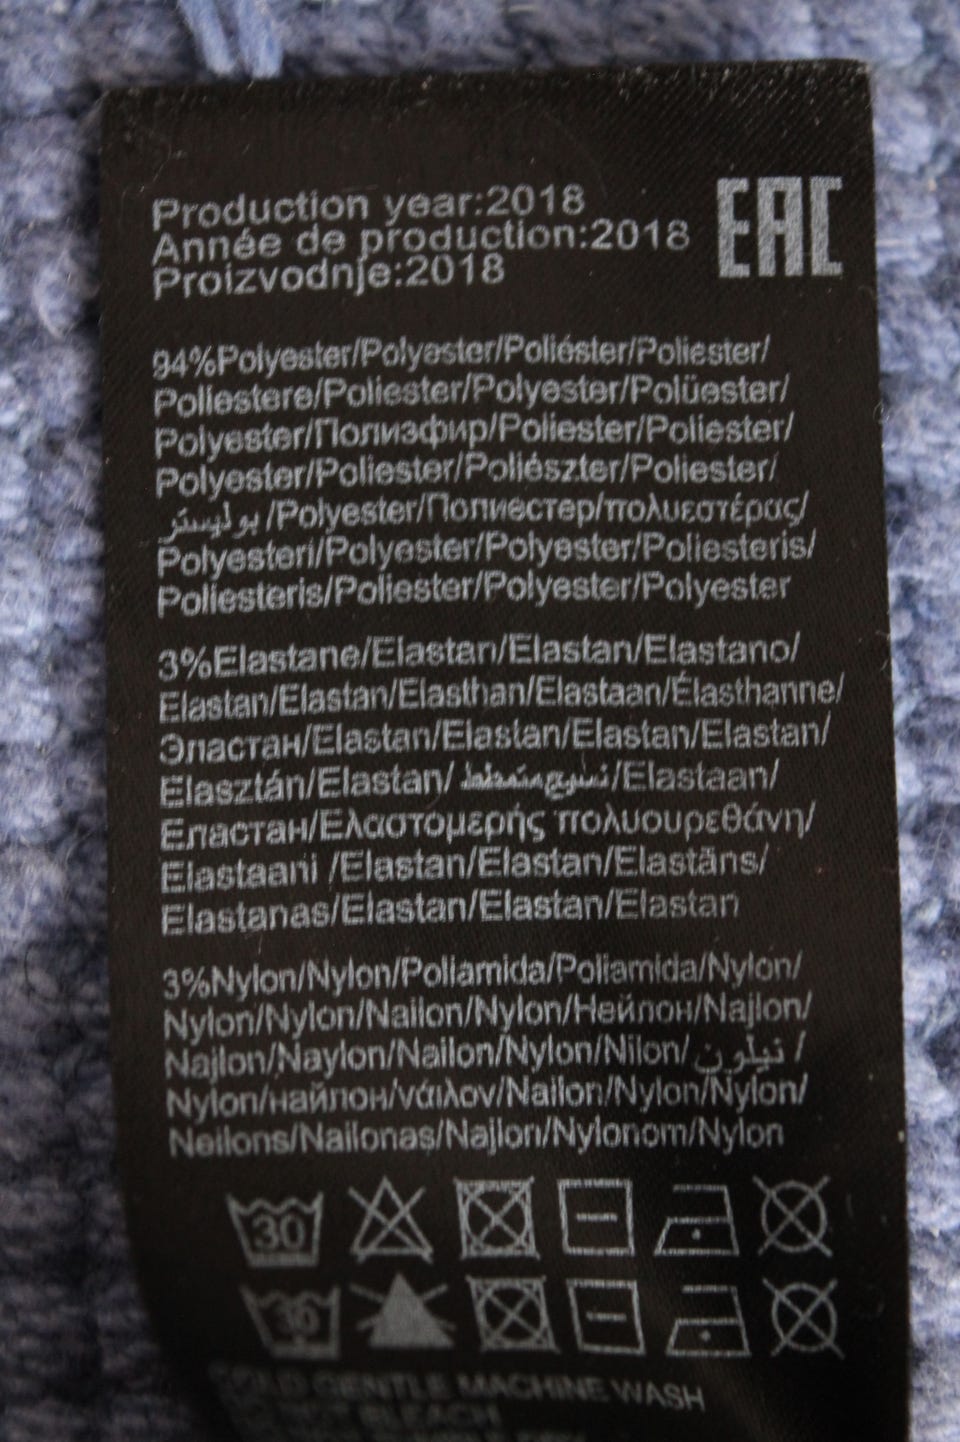 Production year:2018
Année de production:2018
Proizvodnje:2018
EAC
94%Polyester/Polyester/Poliéster/Poliester/
Poliestere/Poliester/Polyester/Polüester/
Polyester/Полиэфир/Poliester/Poliester/
Polyester/Poliester/Poliészter/Poliester/
بوليستر/Polyester/Полиестер/πολυεστέρας/
Polyesteri/Polyester/Polyester/Poliesteris/
Poliesteris/Poliester/Polyester/Polyester
3%Elastane/Elastan/Elastan/Elastano/
Elastan/Elastan/Elasthan/Elastaan/Élasthanne/
Эластан/Elastan/Elastan/Elastan/Elastan/
Elasztán/Elastan/ /Elastaan/
Еластан/Ελαστομερής πολυουρεθάνη/
Elastaani /Elastan/Elastan/Elastāns/
Elastanas/Elastan/Elastan/Elastan
3%Nylon/Nylon/Poliamida/Poliamida/Nylon/
Nylon/Nylon/Nailon/Nylon/Нейлон/Najlon/
Najlon/Naylon/Nailon/Nylon/Nilon/ نيلون /
Nylon/найлон/νάιλον/Nailon/Nylon/Nylon/
Neilons/Nailonas/Najlon/Nylonom/Nylon
30
30
COLD GENTLE MACHINE WASH
BLEACH